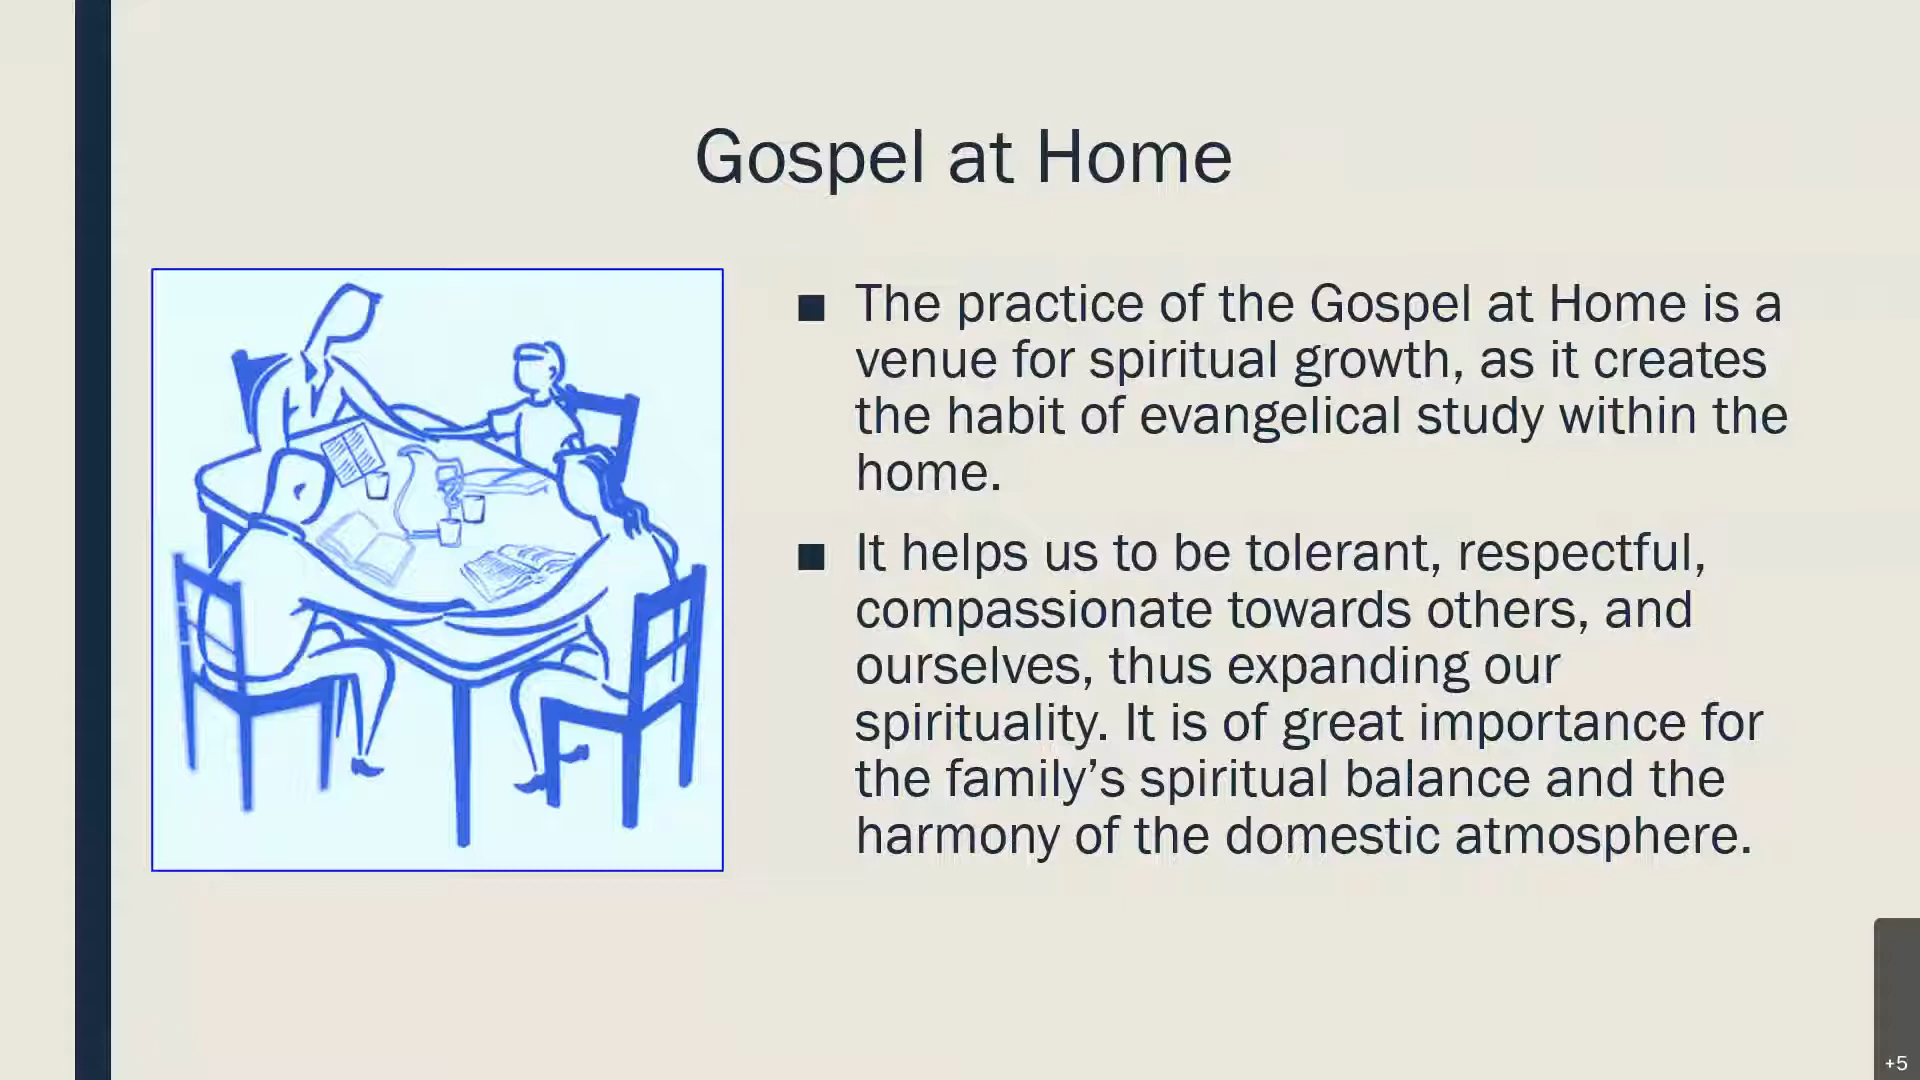 Gospel at Home
■ The practice of the Gospel at Home is a
venue for spiritual growth, as it creates
the habit of evangelical study within the
home.
■ It helps us to be tolerant, respectful,
compassionate towards others, and
ourselves, thus expanding our
spirituality. It is of great importance for
the family’s spiritual balance and the
harmony of the domestic atmosphere.
+5